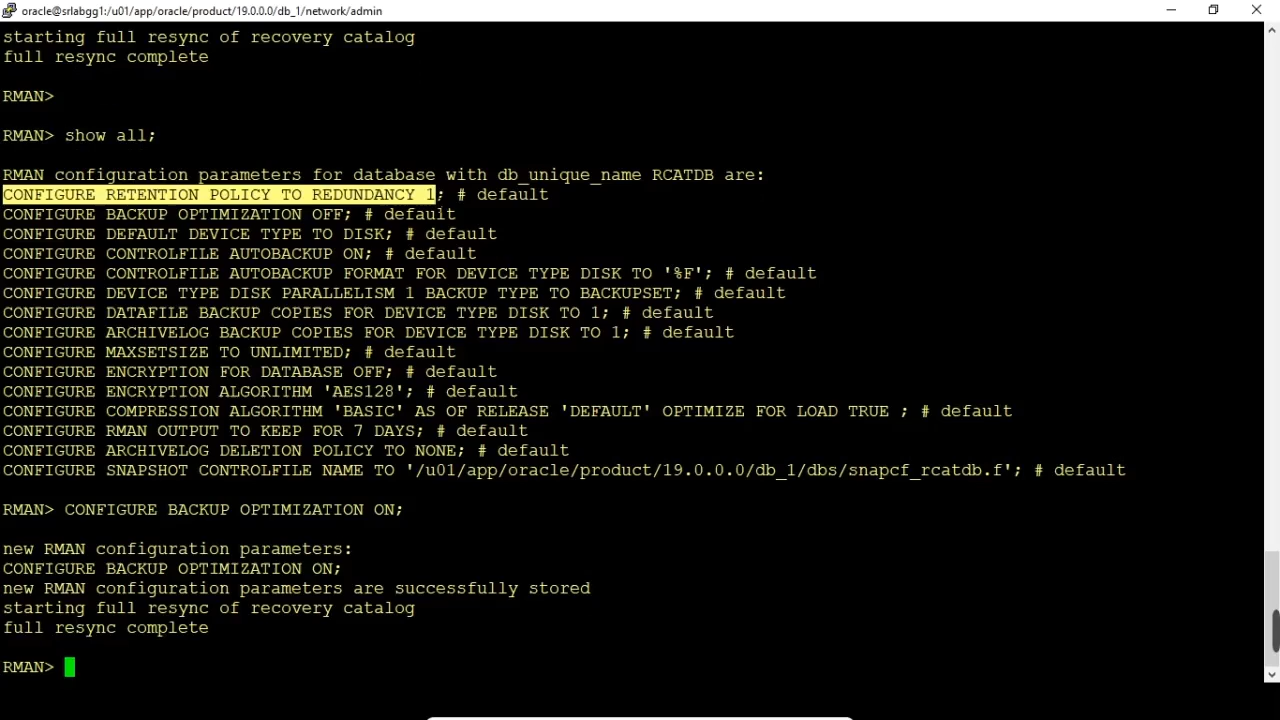 oracle@srlabgg1:/u01/app/oracle/product/19.0.0.0/db_1/network/admin
starting full resync of recovery catalog
full resync complete
RMAN>
RMAN> show all;
RMAN configuration parameters for database with db_unique_name RCATDB are:
CONFIGURE RETENTION POLICY TO REDUNDANCY 1; # default
CONFIGURE BACKUP OPTIMIZATION OFF; # default
CONFIGURE DEFAULT DEVICE TYPE TO DISK; # default
CONFIGURE CONTROLFILE AUTOBACKUP ON; # default
CONFIGURE CONTROLFILE AUTOBACKUP FORMAT FOR DEVICE TYPE DISK TO '%F'; # default
CONFIGURE DEVICE TYPE DISK PARALLELISM 1 BACKUP TYPE TO BACKUPSET; # default
CONFIGURE DATAFILE BACKUP COPIES FOR DEVICE TYPE DISK TO 1; # default
CONFIGURE ARCHIVELOG BACKUP COPIES FOR DEVICE TYPE DISK TO 1; # default
CONFIGURE MAXSETSIZE TO UNLIMITED; # default
CONFIGURE ENCRYPTION FOR DATABASE OFF; # default
CONFIGURE ENCRYPTION ALGORITHM 'AES128'; # default
CONFIGURE COMPRESSION ALGORITHM 'BASIC' AS OF RELEASE 'DEFAULT' OPTIMIZE FOR LOAD TRUE ; # default
CONFIGURE RMAN OUTPUT TO KEEP FOR 7 DAYS; # default
CONFIGURE ARCHIVELOG DELETION POLICY TO NONE; # default
CONFIGURE SNAPSHOT CONTROLFILE NAME TO '/u01/app/oracle/product/19.0.0.0/db_1/dbs/snapcf_rcatdb.f'; # default
RMAN> CONFIGURE BACKUP OPTIMIZATION ON;
new RMAN configuration parameters:
CONFIGURE BACKUP OPTIMIZATION ON;
new RMAN configuration parameters are successfully stored
starting full resync of recovery catalog
full resync complete
RMAN>